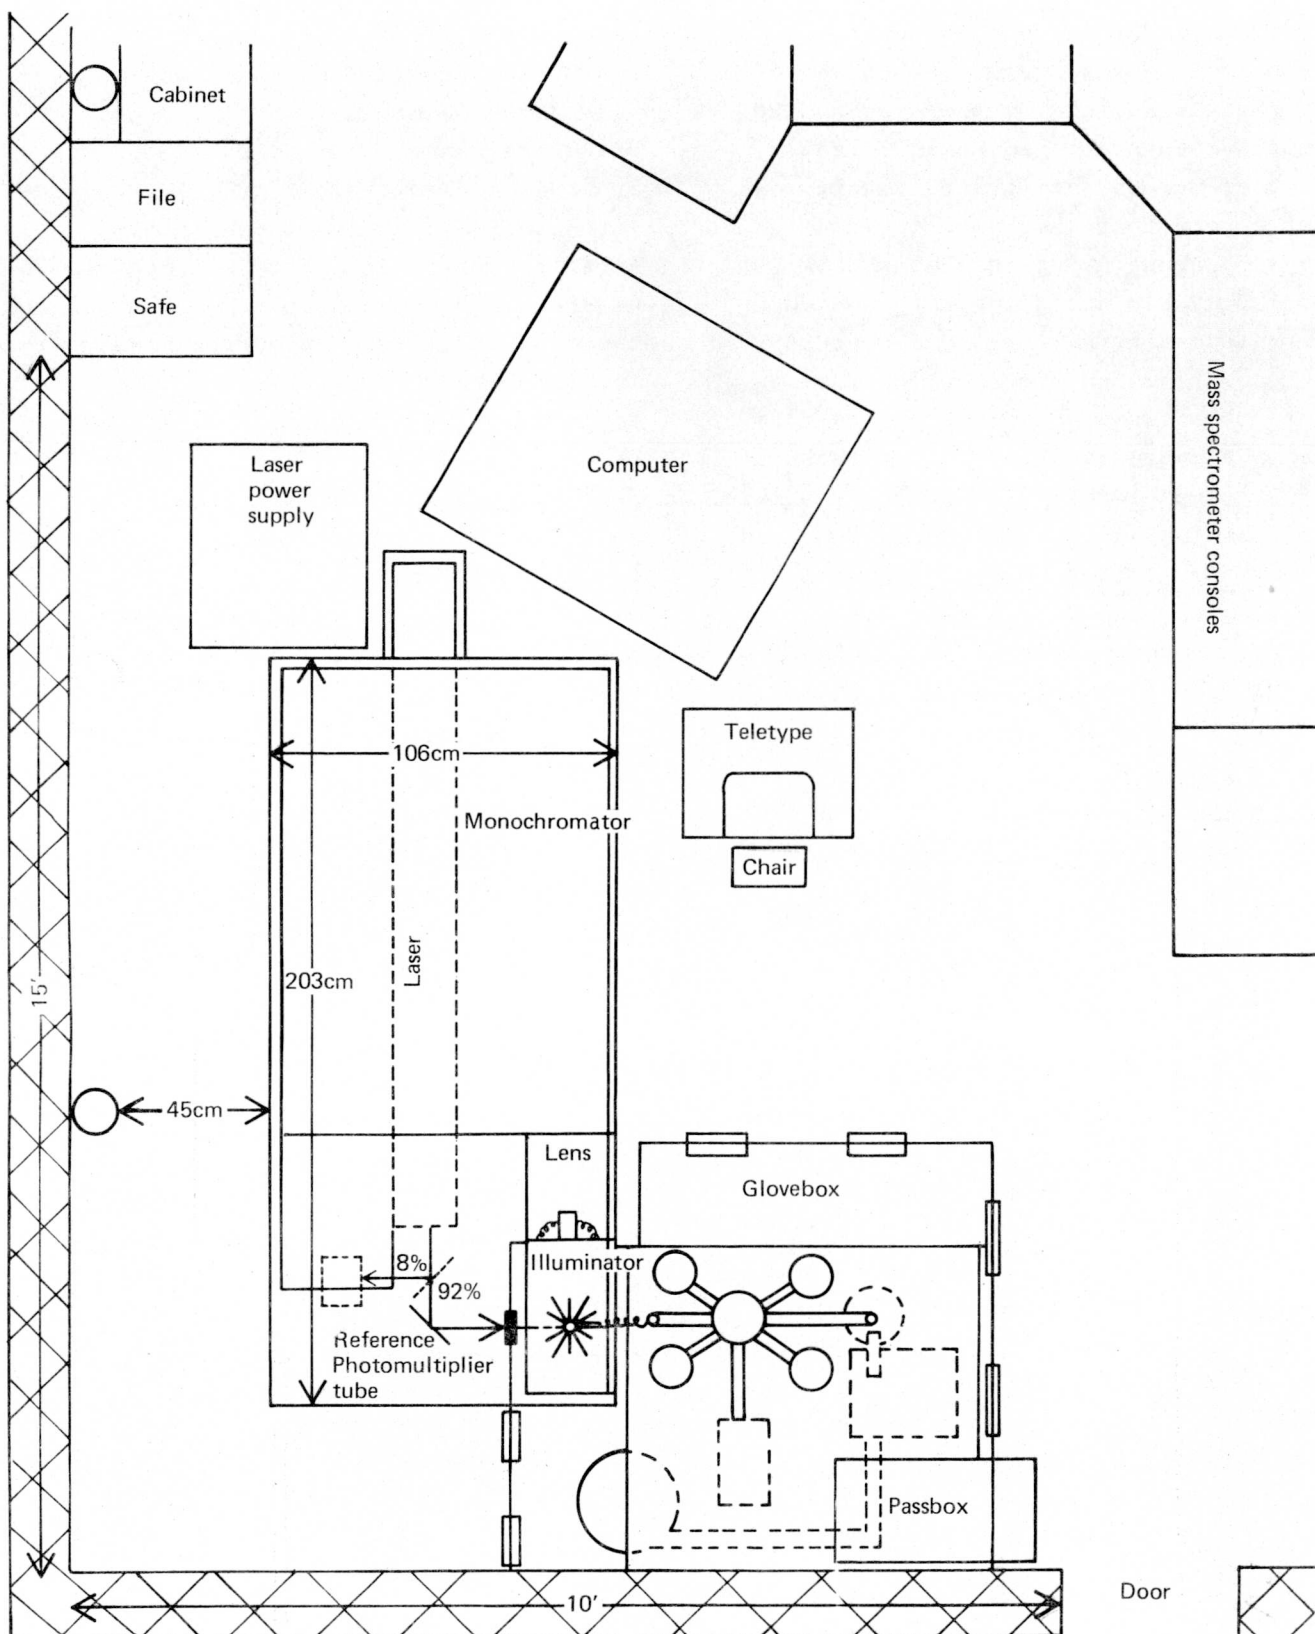 Cabinet
File
Safe
Laser
power
supply
Computer
Mass spectrometer consoles
Teletype
106cm
Monochromator
Chair
Laser
203cm
15'
45cm
Lens
Glovebox
8%
Illuminator
92%
Reference
Photomultiplier
tube
Passbox
Door
10'